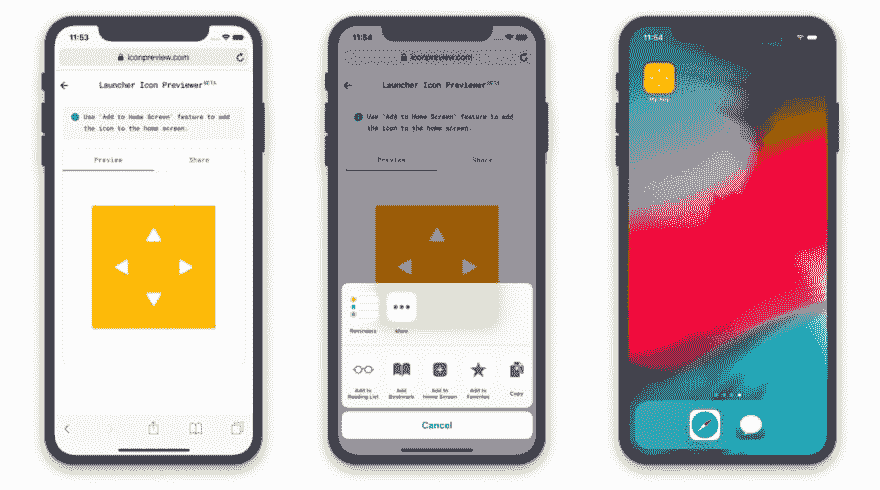 11:53
iconpreview.com
Launcher Icon Previewer BETA
Use 'Add to Home Screen' feature to add
the icon to the home screen.
Preview Share
11:54
iconpreview.com
Launcher Icon Previewer BETA
Use 'Add to Home Screen' feature to add
the icon to the home screen.
Preview Share
Reminders More
Add to
Reading List
Add
Bookmark
Add to
Home Screen
Add to
Favorites
Copy
Cancel
11:54